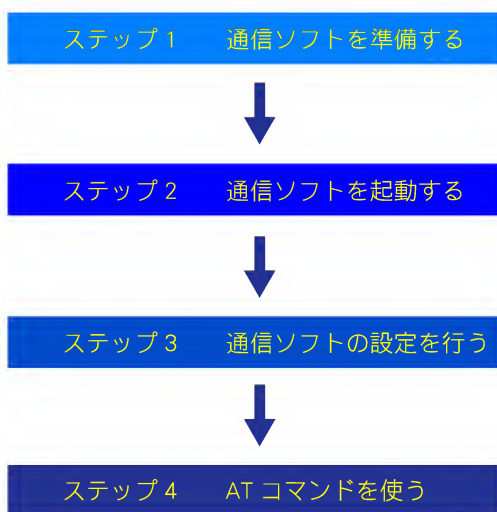 ステップ 1 通信ソフトを準備する
ステップ 2 通信ソフトを起動する
ステップ 3 通信ソフトの設定を行う
ステップ 4 AT コマンドを使う